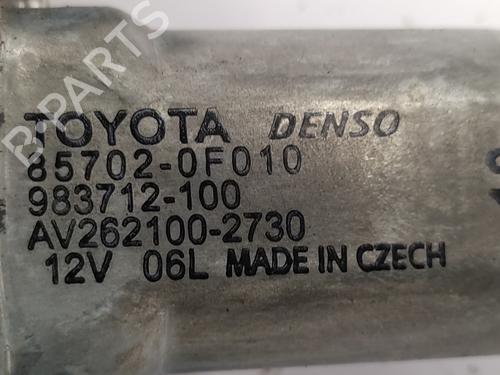 B-PARTS
TOYOTA DENSO
85702-0F010
983712-100
AV262100-2730
12V 06L MADE IN CZECH